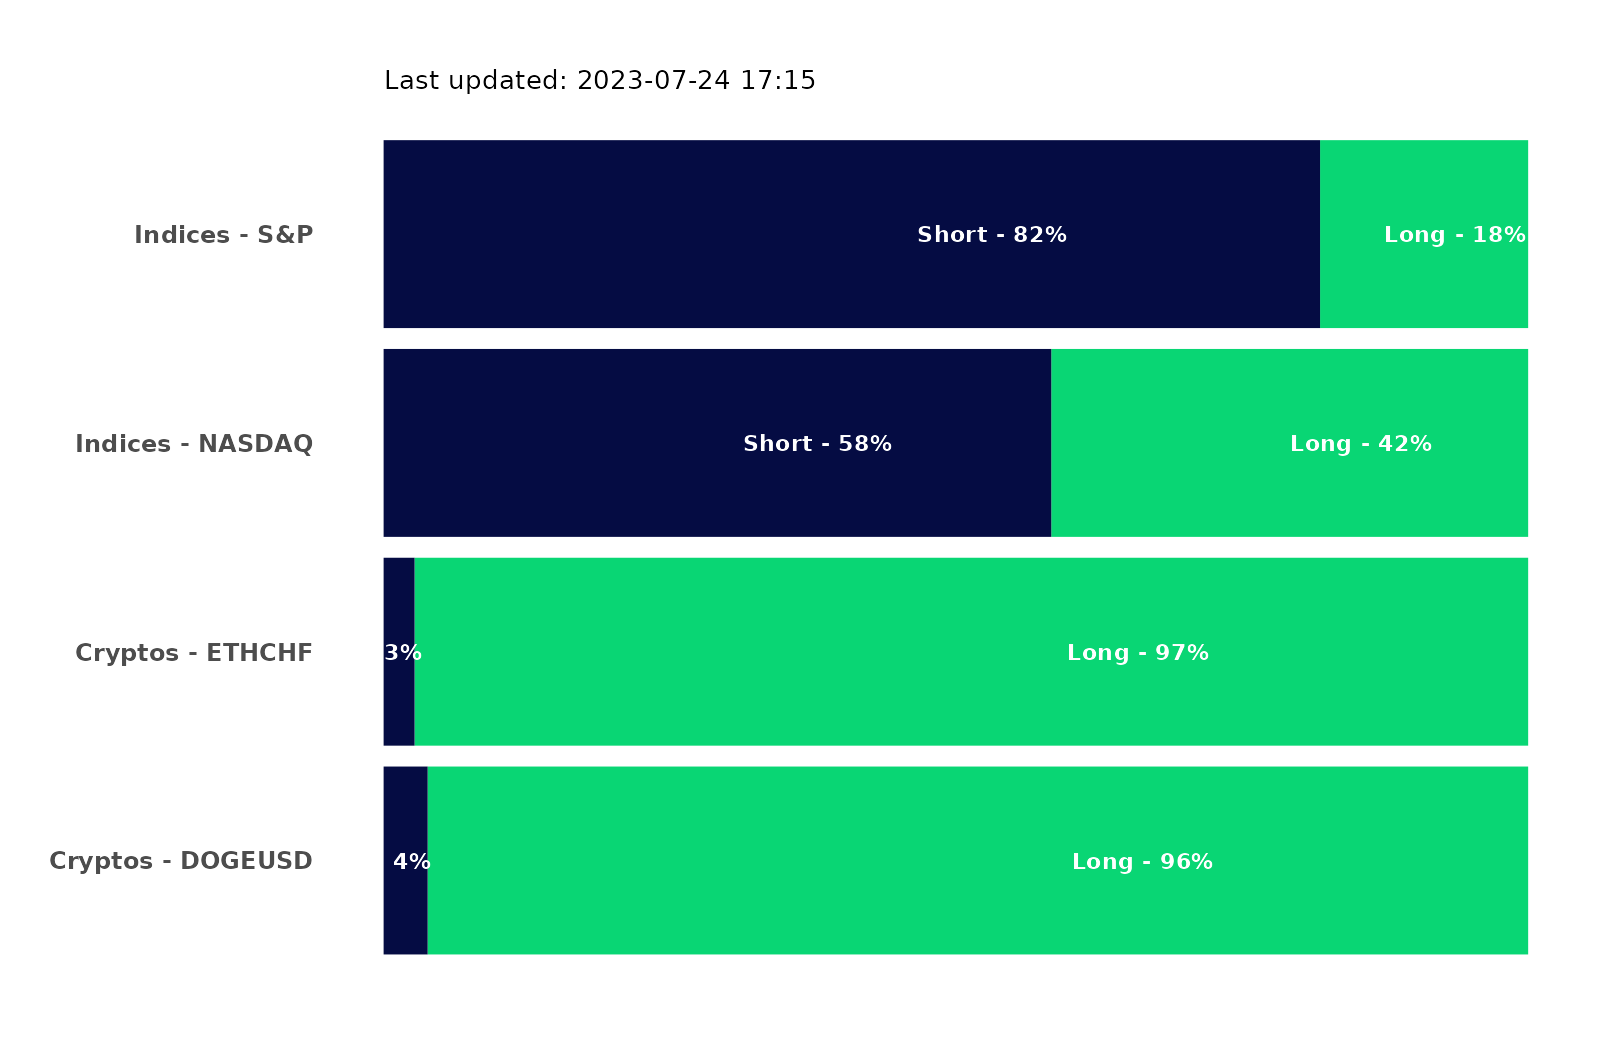 Last updated: 2023-07-24 17:15
Indices - S&P
Short - 82%
Long - 18%
Indices - NASDAQ
Short - 58%
Long - 42%
Cryptos - ETHCHF
3%
Long - 97%
Cryptos - DOGEUSD
4%
Long - 96%